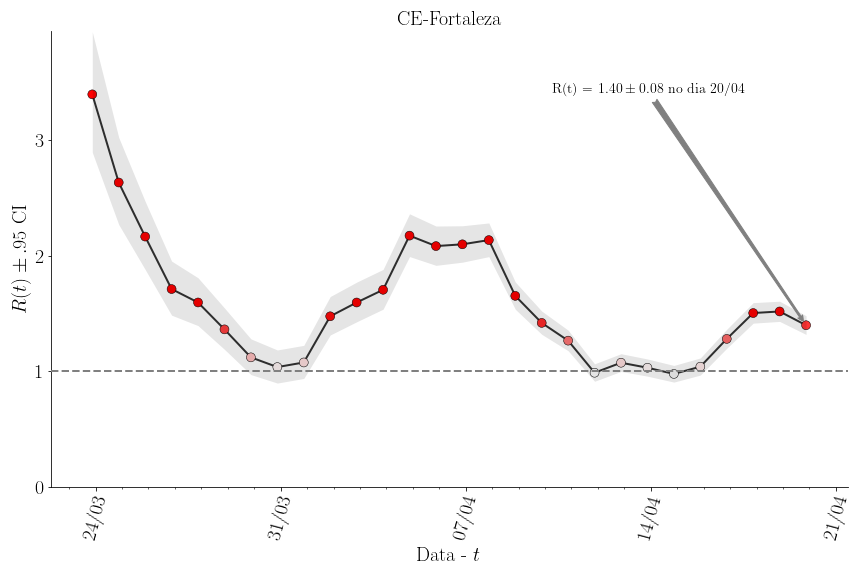 CE-Fortaleza
R(t) = 1.40 ± 0.08 no dia 20/04
R(t) ± .95 CI
3
2
1
0
24/03
31/03
07/04
14/04
21/04
Data - t